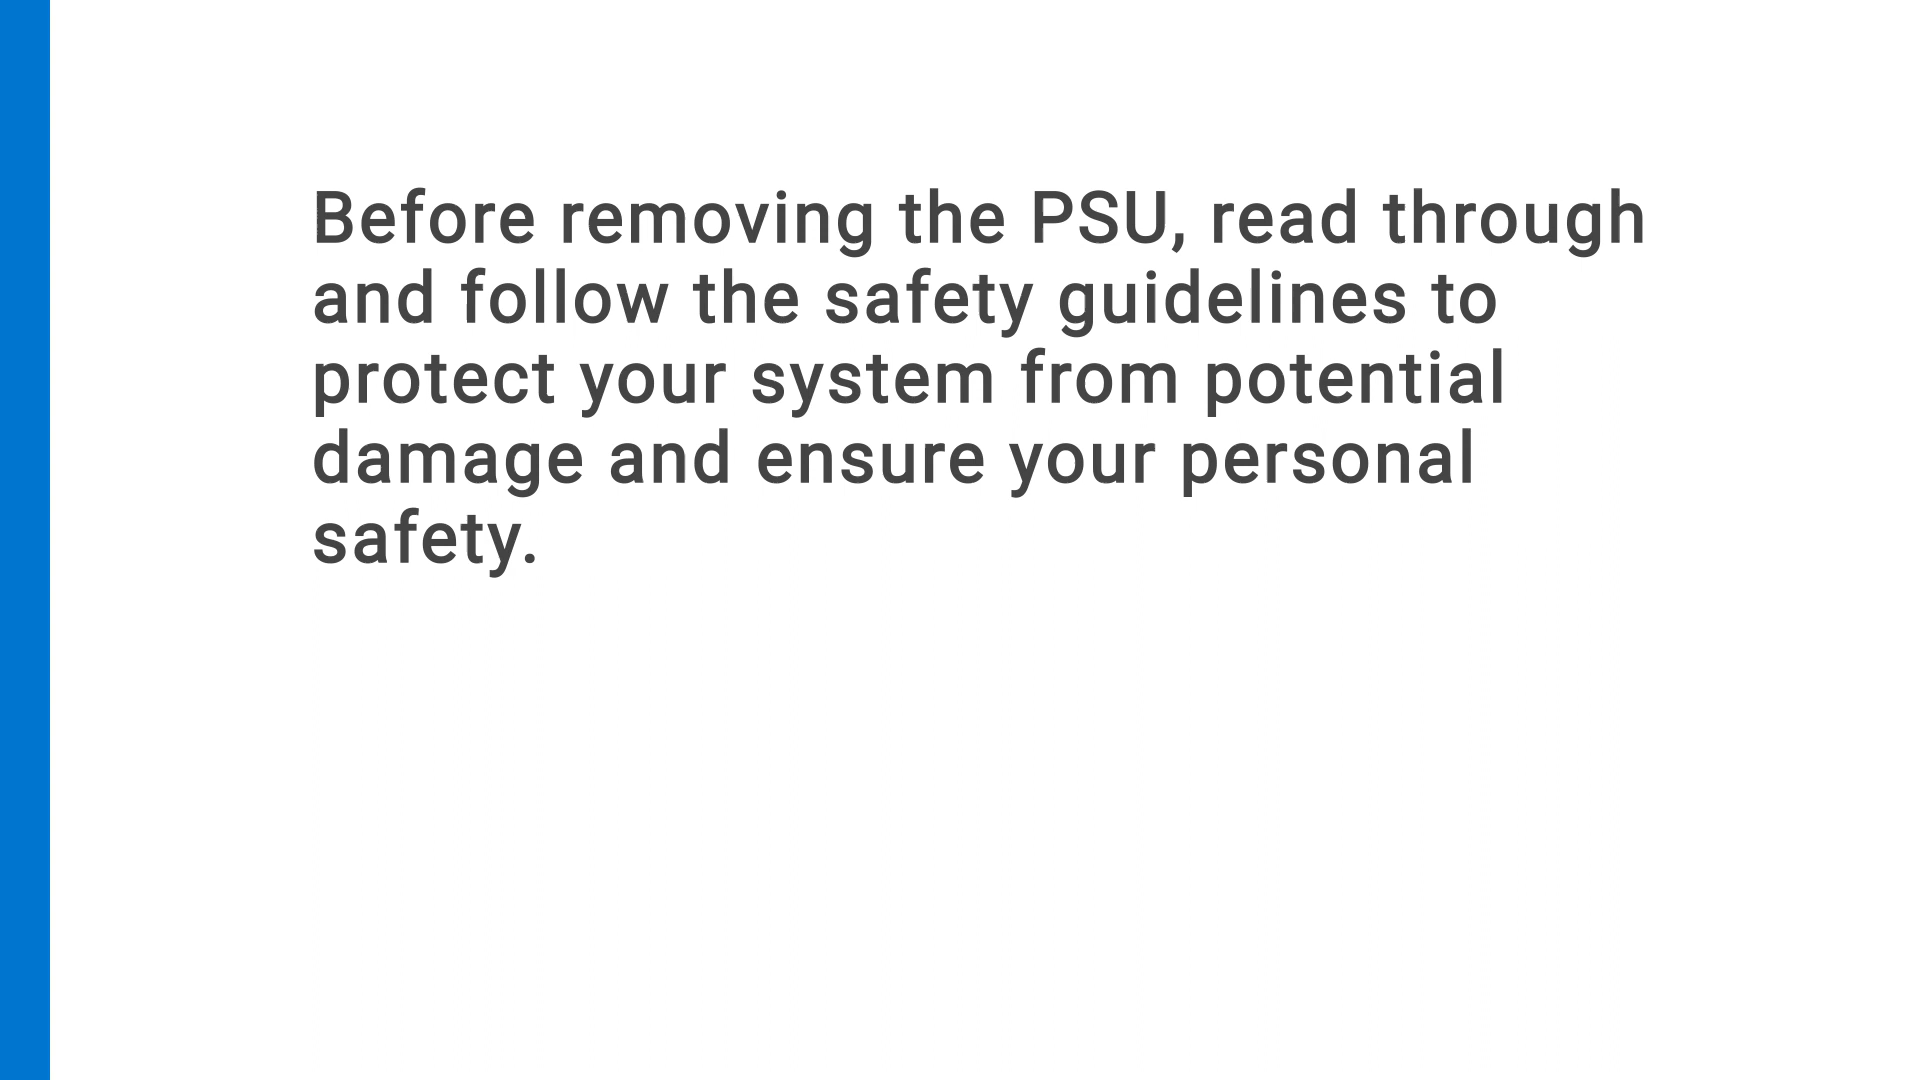 Before removing the PSU, read through
and follow the safety guidelines to
protect your system from potential
damage and ensure your personal
safety.